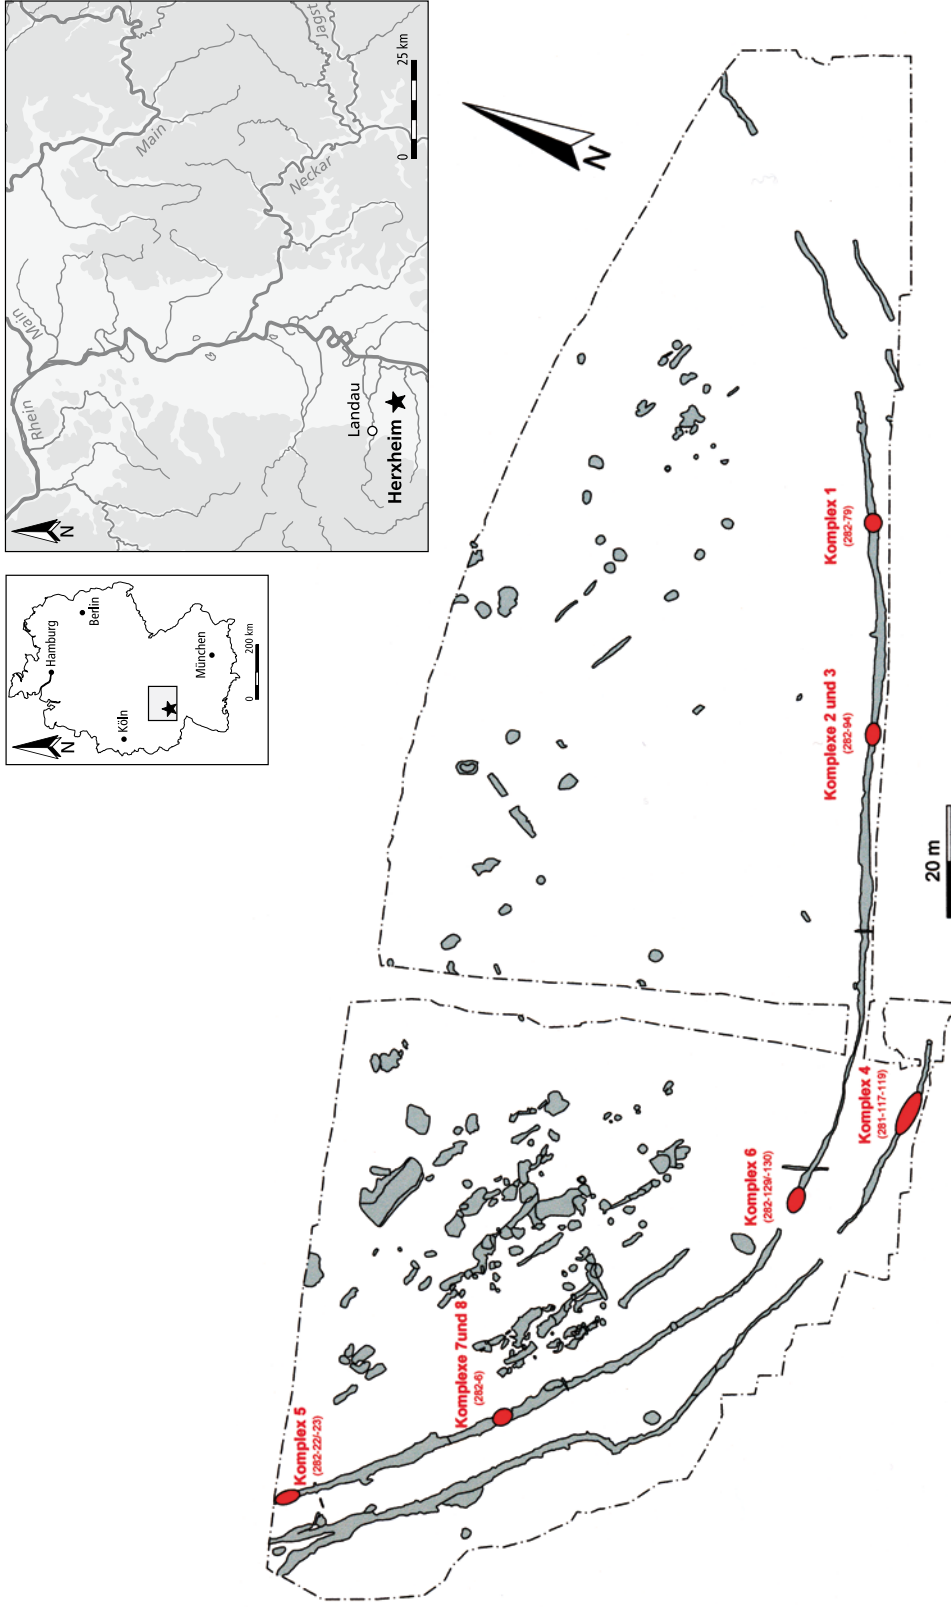 N
Hamburg
Berlin
Köln
München
0
200 km
N
Rhein
Main
Main
Neckar
Jagst
Landau
Herxheim
0
25 km
N
Komplex 5
(282-22/-23)
Komplexe 7und 8
(282-6)
Komplex 6
(282-129/-130)
Komplex 4
(281-117-119)
Komplexe 2 und 3
(282-94)
Komplex 1
(282-79)
20 m